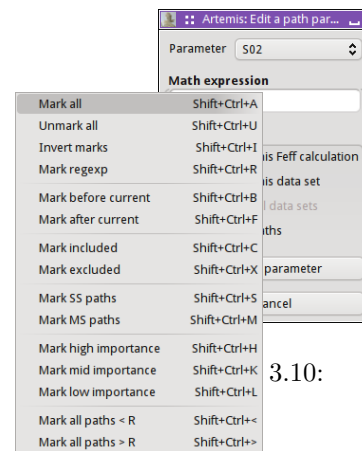 :: Artemis: Edit a path par...
Parameter S02
Math expression
Mark all Shift+Ctrl+A
Unmark all Shift+Ctrl+U
Invert marks Shift+Ctrl+I
Mark regexp Shift+Ctrl+R
Mark before current Shift+Ctrl+B
Mark after current Shift+Ctrl+F
Mark included Shift+Ctrl+C
Mark excluded Shift+Ctrl+X
Mark SS paths Shift+Ctrl+S
Mark MS paths Shift+Ctrl+M
Mark high importance Shift+Ctrl+H
Mark mid importance Shift+Ctrl+K
Mark low importance Shift+Ctrl+L
Mark all paths < R Shift+Ctrl+<
Mark all paths > R Shift+Ctrl+>
Feff calculation
data set
data sets
parameter
3.10: